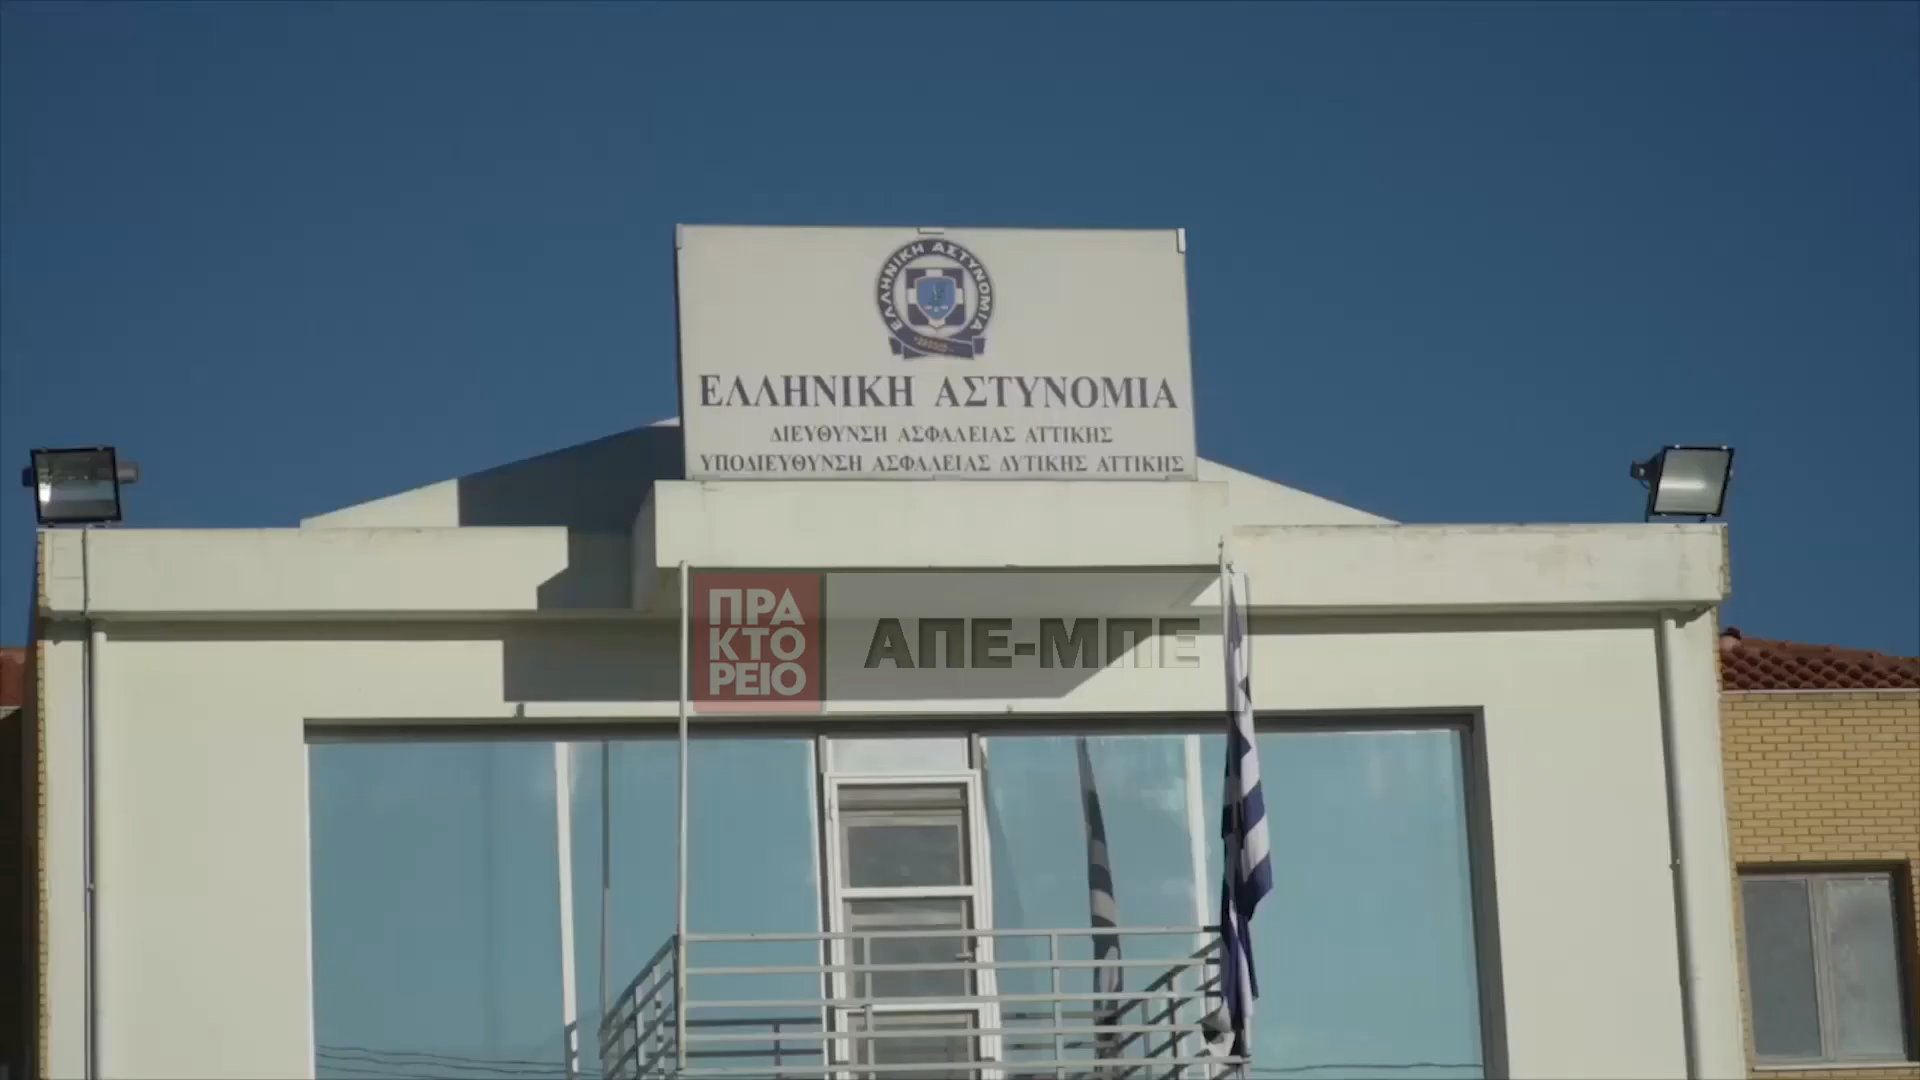 ΕΛΛΗΝΙΚΗ ΑΣΤΥΝΟΜΙΑ
ΕΛΛΗΝΙΚΗ ΑΣΤΥΝΟΜΙΑ
ΔΙΕΥΘΥΝΣΗ ΑΣΦΑΛΕΙΑΣ ΑΤΤΙΚΗΣ
ΥΠΟΔΙΕΥΘΥΝΣΗ ΑΣΦΑΛΕΙΑΣ ΔΥΤΙΚΗΣ ΑΤΤΙΚΗΣ
ΠΡΑ
ΚΤΟ
ΡΕΙΟ
ΑΠΕ-ΜΠΕ